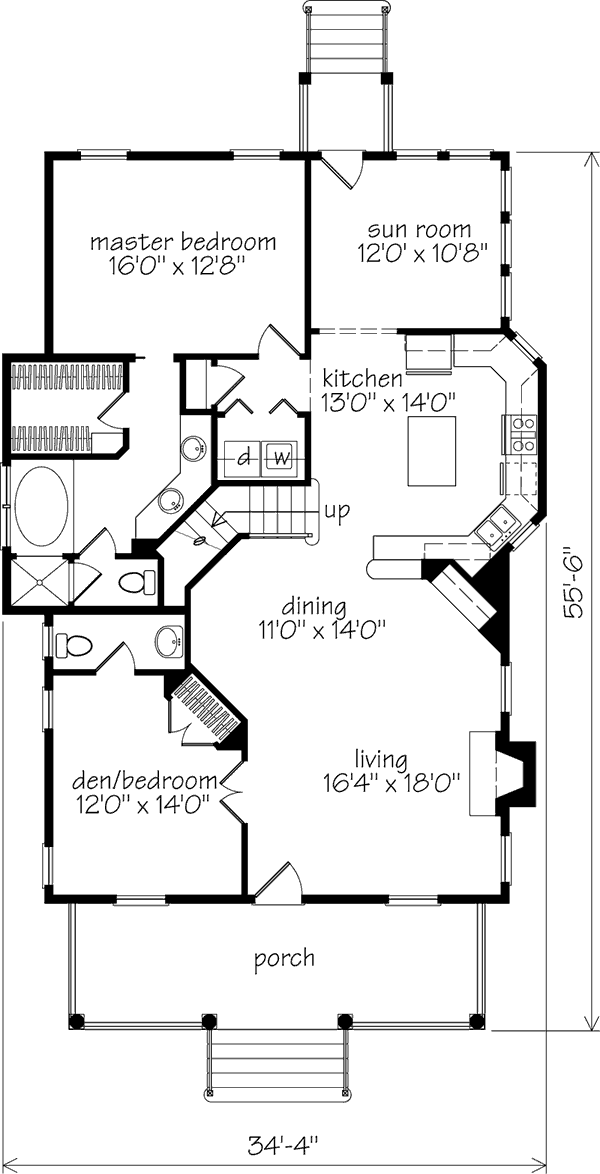 master bedroom
16'0" x 12'8"
sun room
12'0' x 10'8"
kitchen
13'0" x 14'0"
d
w
up
dining
11'0" x 14'0"
55'-6"
living
16'4" x 18'0"
den/bedroom
12'0" x 14'0"
porch
34'-4"